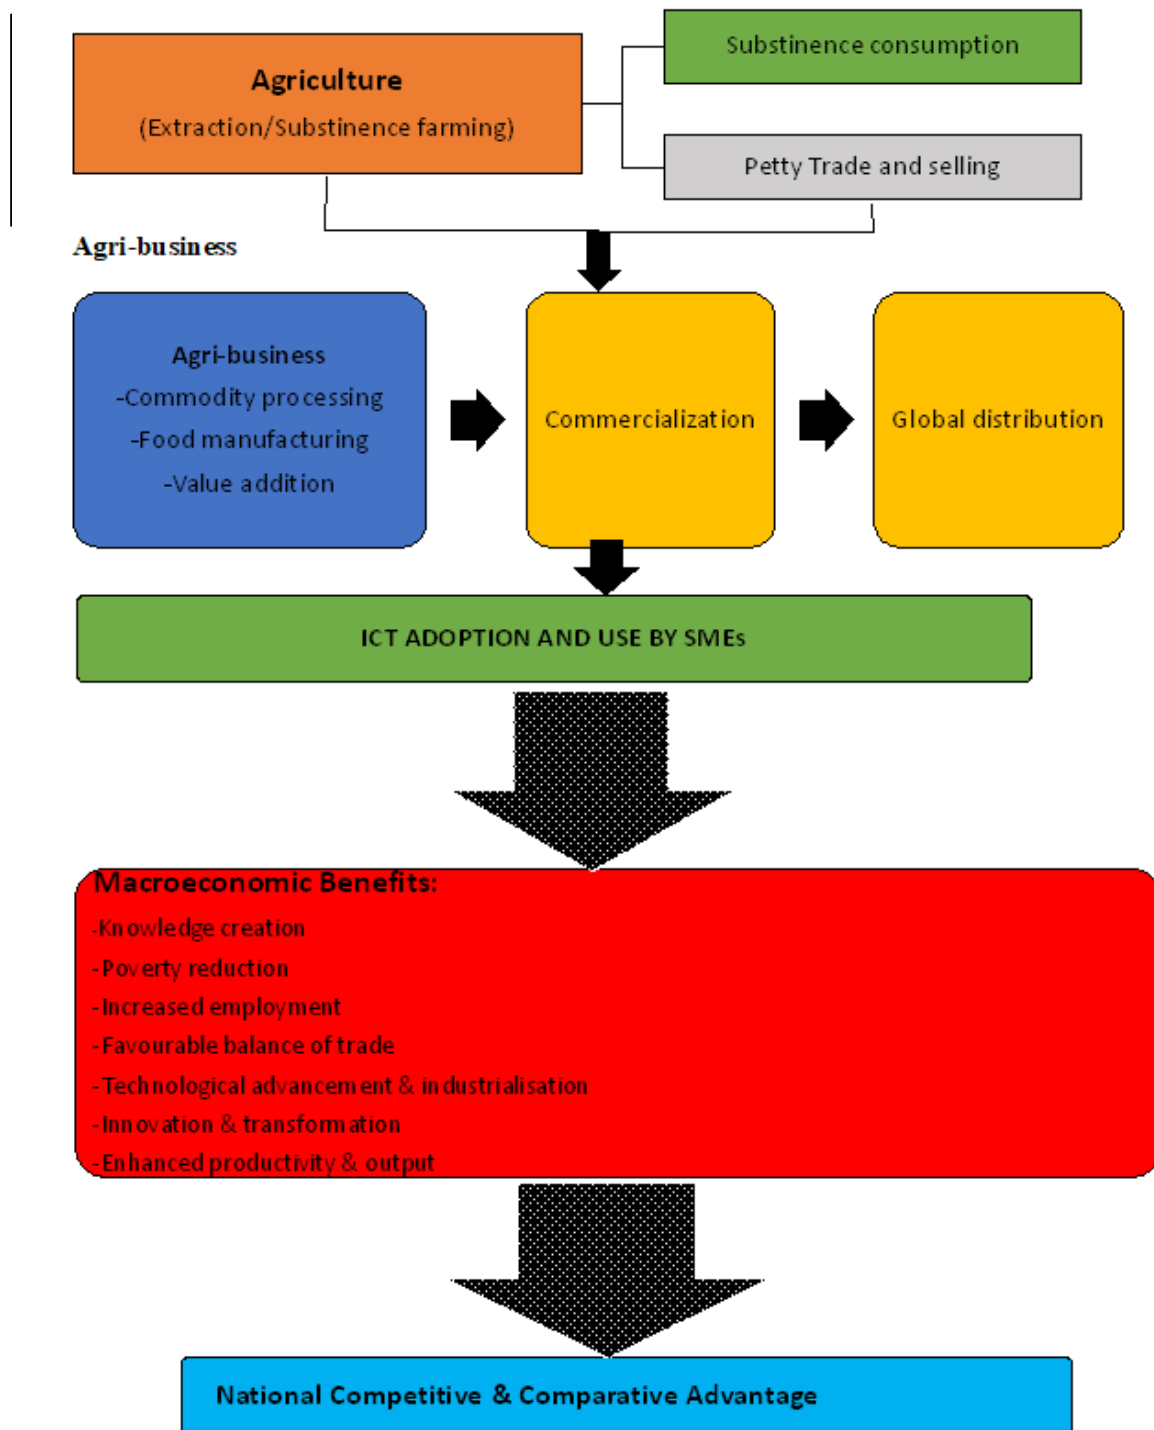 Agriculture
(Extraction/Substinence farming)
Substinence consumption
Petty Trade and selling
Agri-business
Agri-business
-Commodity processing
-Food manufacturing
-Value addition
Commercialization
Global distribution
ICT ADOPTION AND USE BY SMEs
Macroeconomic Benefits:
-Knowledge creation
-Poverty reduction
-Increased employment
-Favourable balance of trade
-Technological advancement & industrialisation
-Innovation & transformation
-Enhanced productivity & output
National Competitive & Comparative Advantage